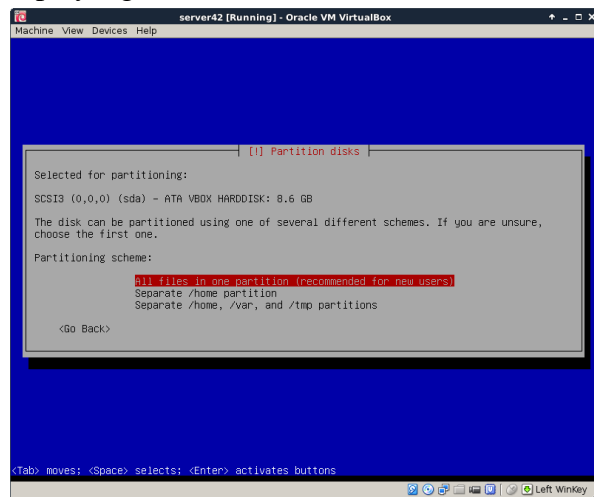 server42 [Running] - Oracle VM VirtualBox
Machine View Devices Help
[!] Partition disks
Selected for partitioning:
SCSI3 (0,0,0) (sda) - ATA VBOX HARDDISK: 8.6 GB
The disk can be partitioned using one of several different schemes. If you are unsure,
choose the first one.
Partitioning scheme:
All files in one partition (recommended for new users)
Separate /home partition
Separate /home, /var, and /tmp partitions
<Go Back>
<Tab> moves; <Space> selects; <Enter> activates buttons
Left WinKey